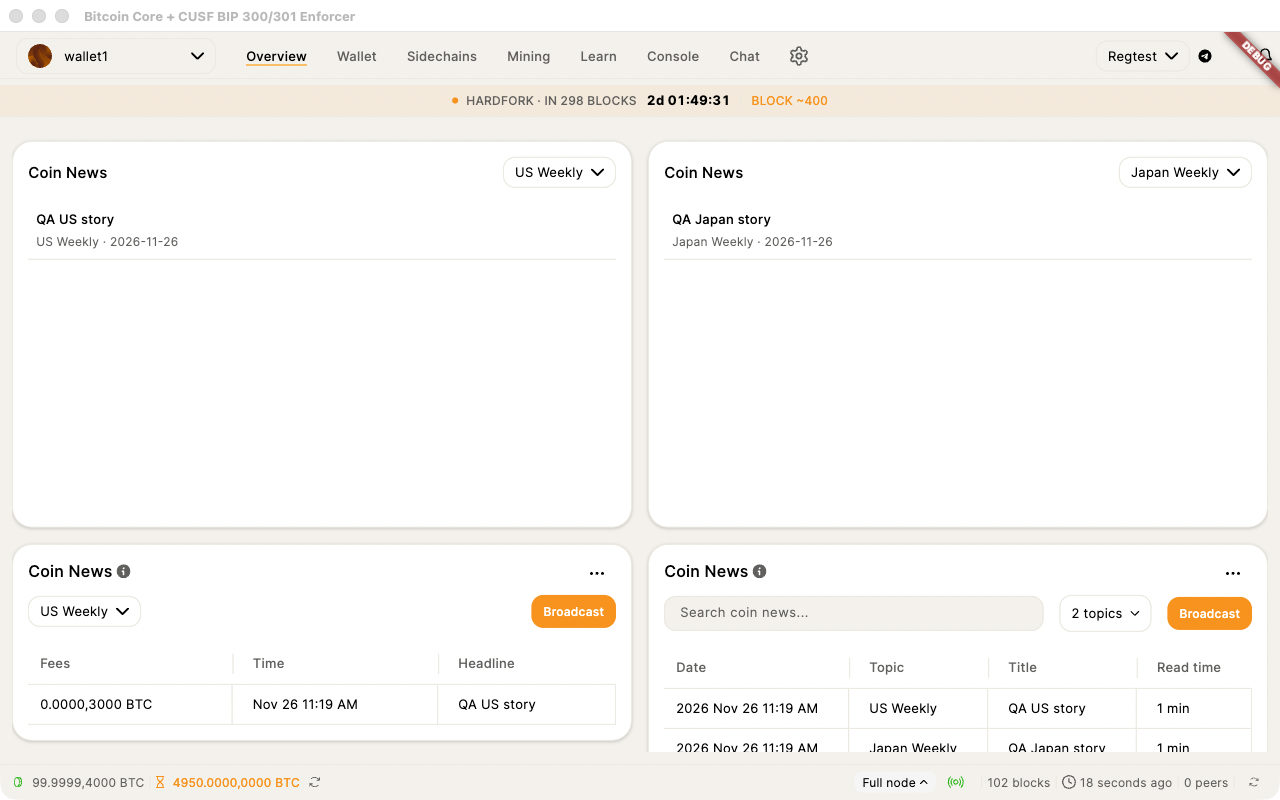 Bitcoin Core + CUSF BIP 300/301 Enforcer
wallet1 Overview Wallet Sidechains Mining Learn Console Chat Regtest DEBUG
HARDFORK · IN 298 BLOCKS 2d 01:49:31 BLOCK ~400
Coin News US Weekly
QA US story
US Weekly · 2026-11-26
Coin News Japan Weekly
QA Japan story
Japan Weekly · 2026-11-26
Coin News
US Weekly Broadcast
Fees Time Headline
0.0000,3000 BTC Nov 26 11:19 AM QA US story
Coin News
Search coin news... 2 topics Broadcast
Date Topic Title Read time
2026 Nov 26 11:19 AM US Weekly QA US story 1 min
2026 Nov 26 11:19 AM Japan Weekly QA Japan story 1 min
99.9999,4000 BTC 4950.0000,0000 BTC Full node 102 blocks 18 seconds ago 0 peers